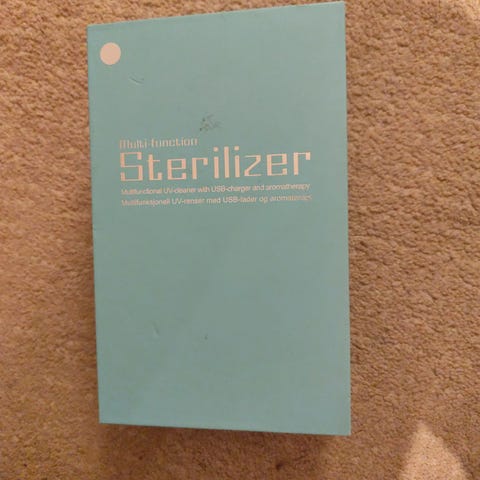 Multi-function
Sterilizer
Multifunctional UV-cleaner with USB-charger and aromatherapy
Multifunksjonell UV-renser med USB-lader og aromaterapi